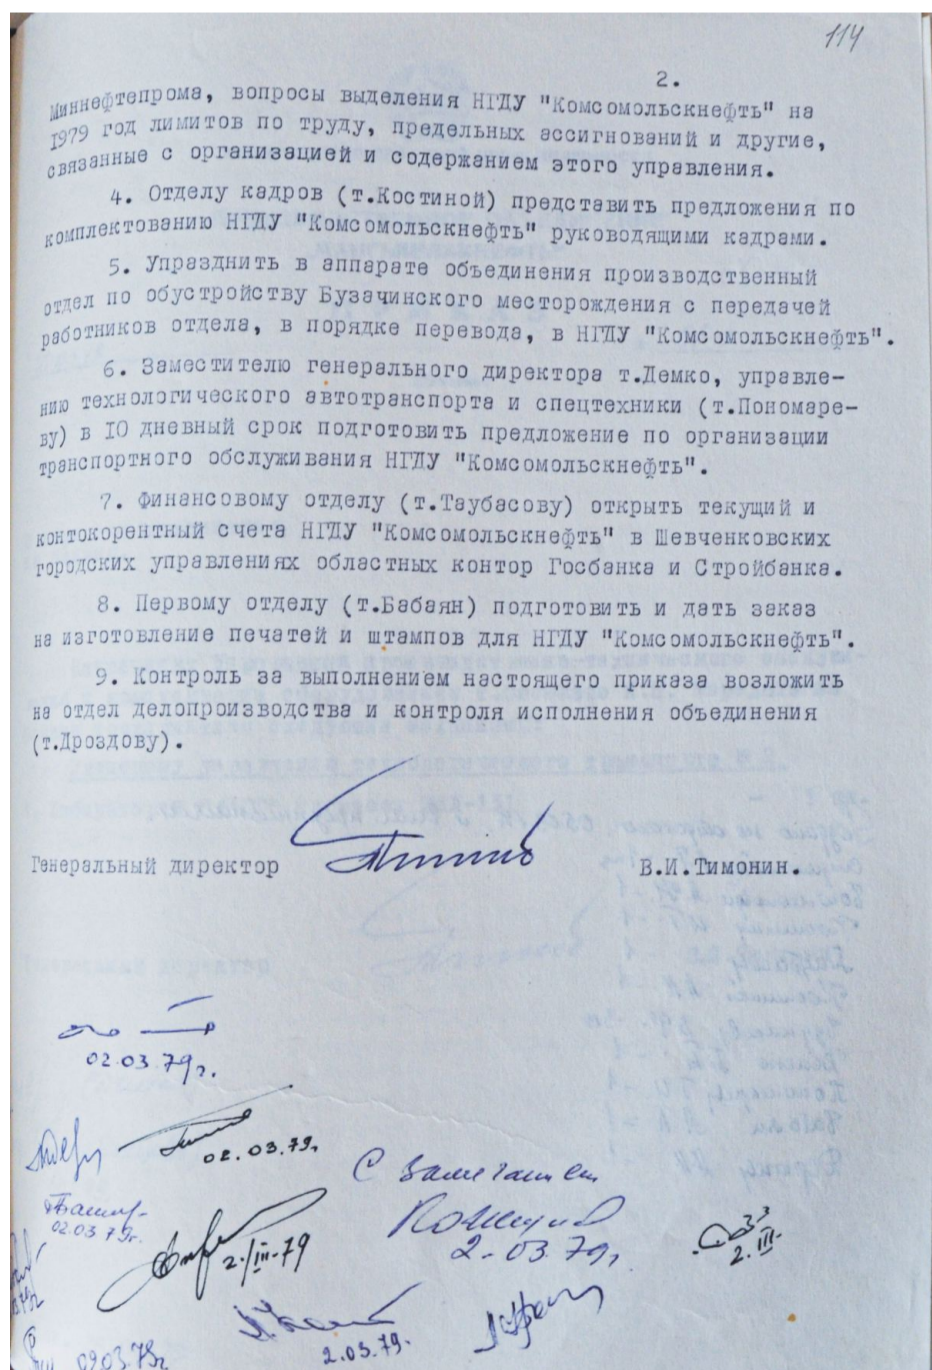 114
2.
Миннефтепрома, вопросы выделения НГДУ "Комсомольскнефть" на
1979 год лимитов по труду, предельных ассигнований и другие,
связанные с организацией и содержанием этого управления.
4. Отделу кадров (т.Костиной) представить предложения по
комплектованию НГДУ "Комсомольскнефть" руководящими кадрами.
5. Упразднить в аппарате объединения производственный
отдел по обустройству Бузачинского месторождения с передачей
работников отдела, в порядке перевода, в НГДУ "Комсомольскнефть".
6. Заместителю генерального директора т.Демко, управле-
нию технологического автотранспорта и спецтехники (т.Пономаре-
ву) в 10 дневный срок подготовить предложение по организации
транспортного обслуживания НГДУ "Комсомольскнефть".
7. Финансовому отделу (т.Таубасову) открыть текущий и
контокорентный счета НГДУ "Комсомольскнефть" в Шевченковских
городских управлениях областных контор Госбанка и Стройбанка.
8. Первому отделу (т.Бабаян) подготовить и дать заказ
на изготовление печатей и штампов для НГДУ "Комсомольскнефть".
9. Контроль за выполнением настоящего приказа возложить
на отдел делопроизводства и контроля исполнения объединения
(т.Дроздову).
Генеральный директор В.И.Тимонин.
02.03.79г.
02.03.79г.
С замечанием
02.03.79г.
2/III-79
2-03.79г.
2.III.
2.03.79.
02.03.79г